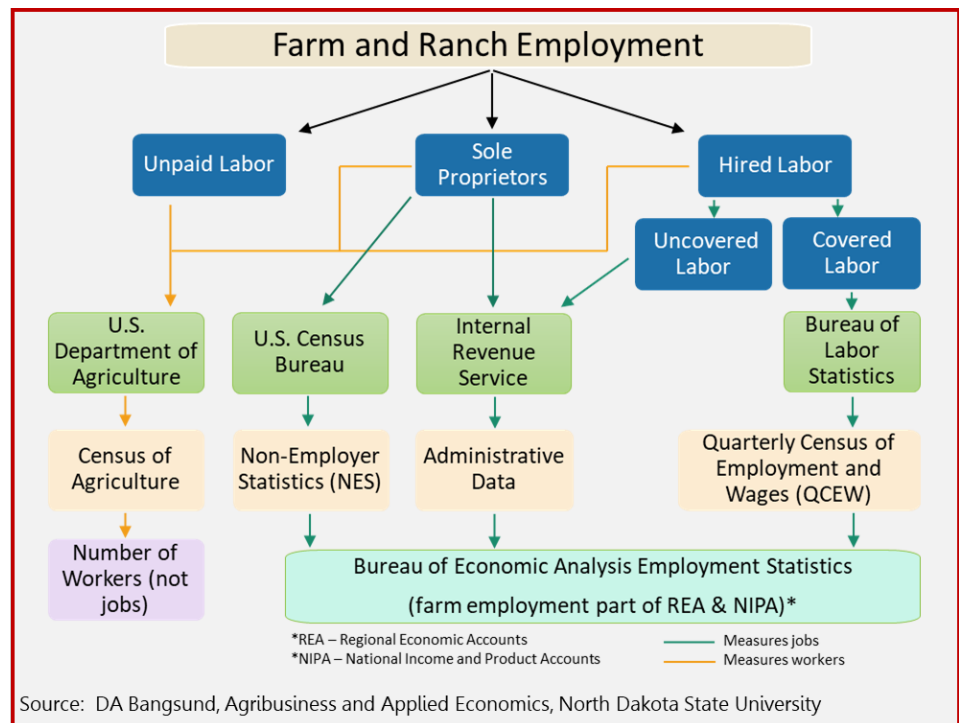 Farm and Ranch Employment
Unpaid Labor
Sole
Proprietors
Hired Labor
Uncovered
Labor
Covered
Labor
U.S.
Department of
Agriculture
U.S. Census
Bureau
Internal
Revenue
Service
Bureau of
Labor
Statistics
Census of
Agriculture
Non-Employer
Statistics (NES)
Administrative
Data
Quarterly Census of
Employment and
Wages (QCEW)
Number of
Workers (not
jobs)
Bureau of Economic Analysis Employment Statistics
(farm employment part of REA & NIPA)*
*REA – Regional Economic Accounts
*NIPA – National Income and Product Accounts
Measures jobs
Measures workers
Source:  DA Bangsund, Agribusiness and Applied Economics, North Dakota State University